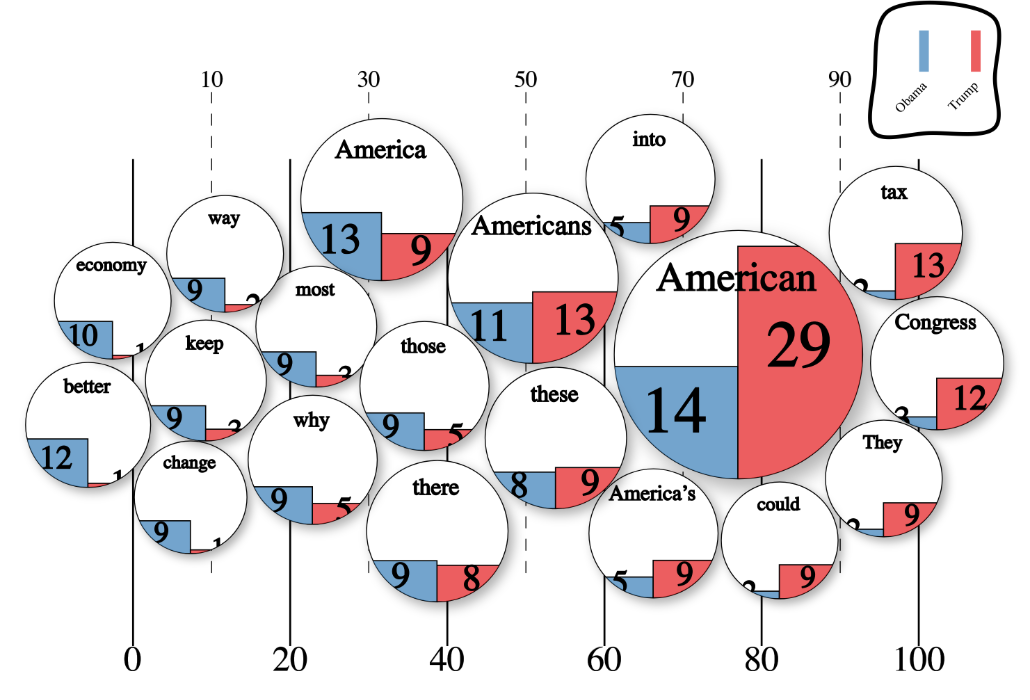 10 30 50 70 90
Obama Trump
America
13 9
into
5 9
tax
2 13
way
9 2
Americans
11 13
American
14 29
economy
10 1
most
9 3
Congress
3 12
keep
9 3
those
9 5
better
12 1
these
8 9
why
9 5
They
2 9
change
9 1
there
9 8
America's
5 9
could
2 9
0 20 40 60 80 100